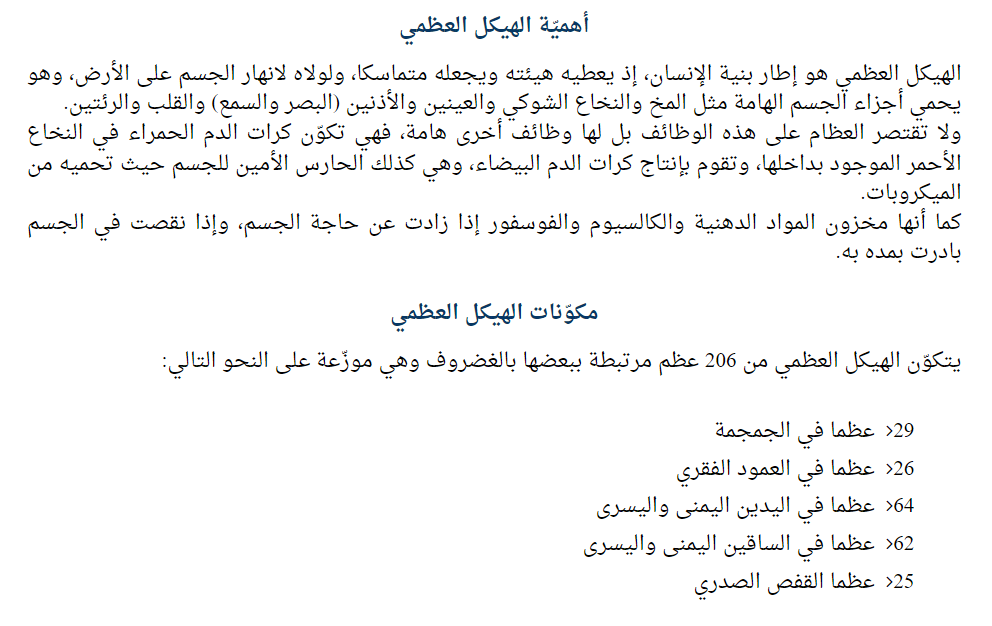 أهميّة الهيكل العظمي
الهيكل العظمي هو إطار بنية الإنسان، إذ يعطيه هيئته ويجعله متماسكا، ولولاه لانهار الجسم على الأرض، وهو
يحمي أجزاء الجسم الهامة مثل المخ والنخاع الشوكي والعينين والأذنين (البصر والسمع) والقلب والرئتين.
ولا تقتصر العظام على هذه الوظائف بل لها وظائف أخرى هامة، فهي تكوّن كرات الدم الحمراء في النخاع
الأحمر الموجود بداخلها، وتقوم بإنتاج كرات الدم البيضاء، وهي كذلك الحارس الأمين للجسم حيث تحميه من
الميكروبات.
كما أنها مخزون المواد الدهنية والكالسيوم والفوسفور إذا زادت عن حاجة الجسم، وإذا نقصت في الجسم
بادرت بمده به.
مكوّنات الهيكل العظمي
يتكوّن الهيكل العظمي من 206 عظم مرتبطة ببعضها بالغضروف وهي موزّعة على النحو التالي:
29› عظما في الجمجمة
26› عظما في العمود الفقري
64› عظما في اليدين اليمنى واليسرى
62› عظما في الساقين اليمنى واليسرى
25› عظما القفص الصدري